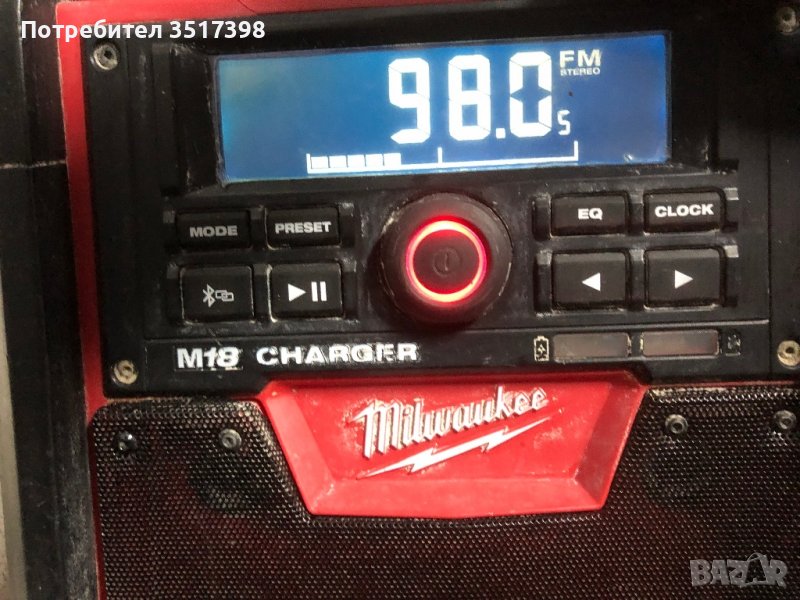 Потребител 3517398
98.0 FM
STEREO
S
MODE PRESET EQ CLOCK
M18 CHARGER
Milwaukee
BAZAR